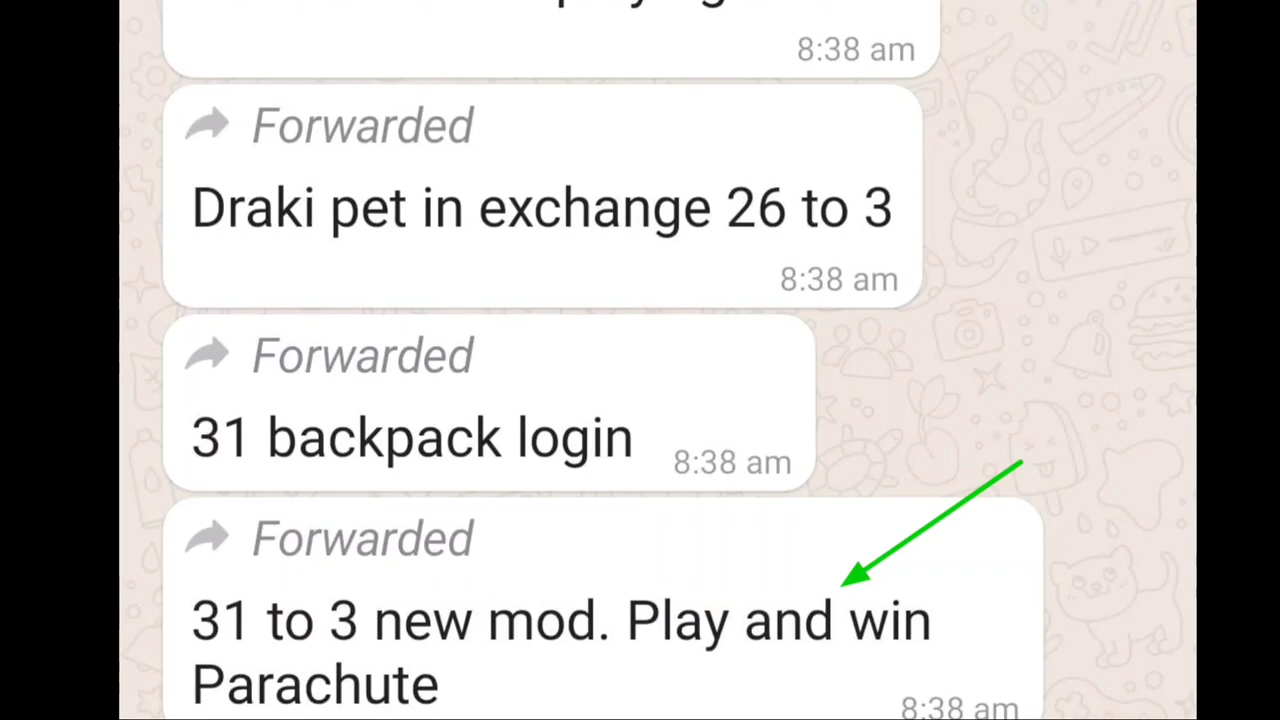 8:38 am
Forwarded
Draki pet in exchange 26 to 3
8:38 am
Forwarded
31 backpack login
8:38 am
Forwarded
31 to 3 new mod. Play and win
Parachute
8:38 am